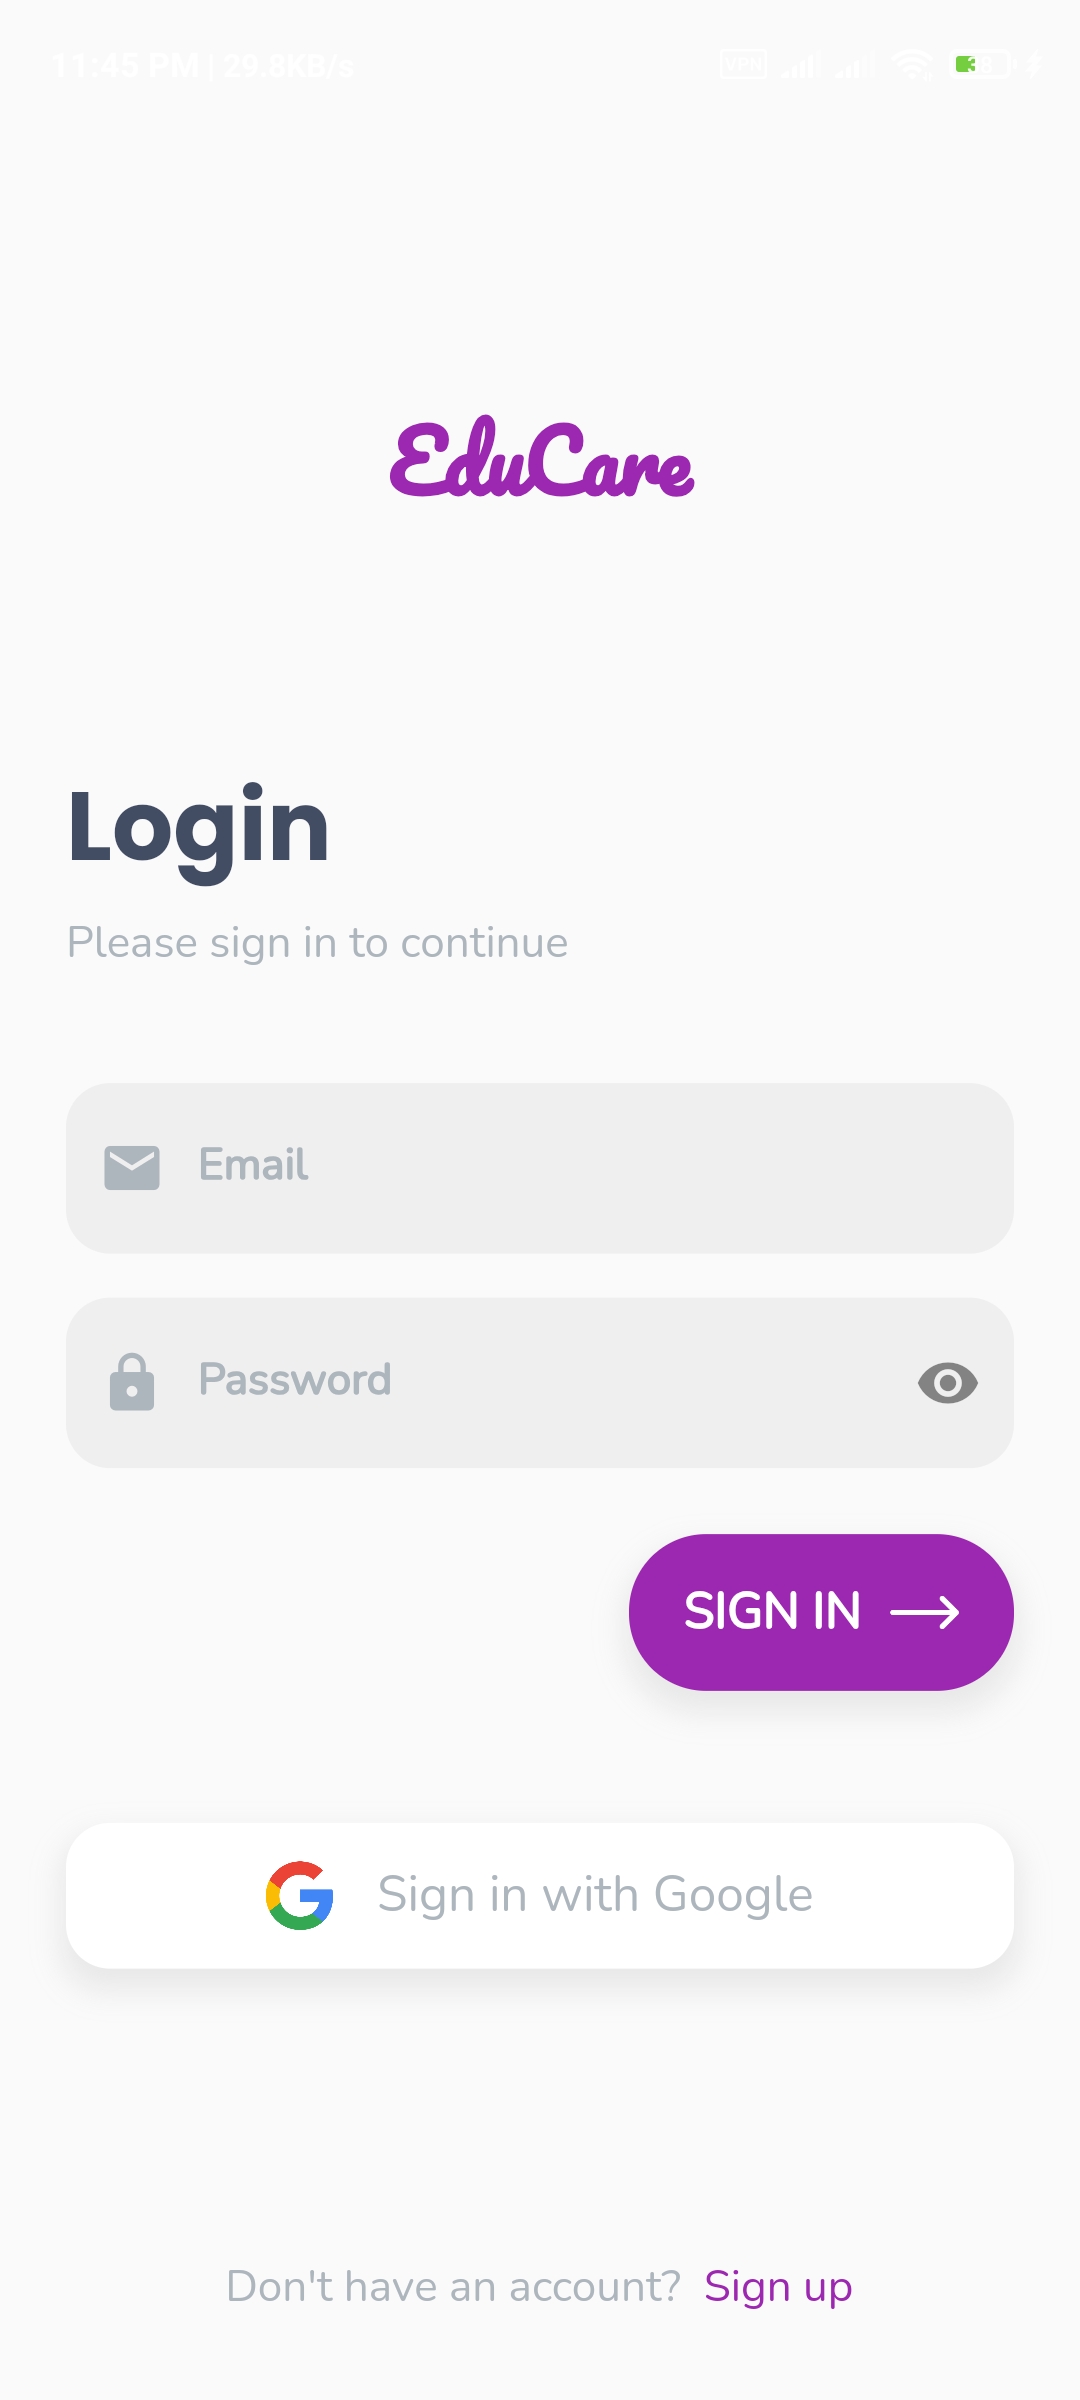 11:45 PM | 29.8KB/s VPN 38
EduCare
Login
Please sign in to continue
Email
Password
SIGN IN
Sign in with Google
Don't have an account? Sign up